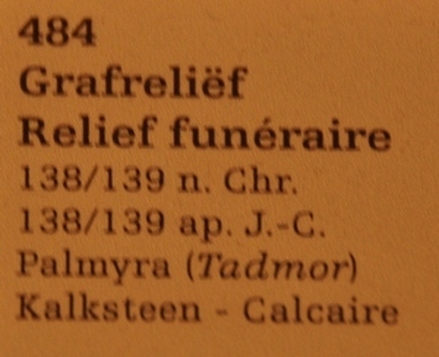 484
Grafreliëf
Relief funéraire
138/139 n. Chr.
138/139 ap. J.-C.
Palmyra (Tadmor)
Kalksteen - Calcaire